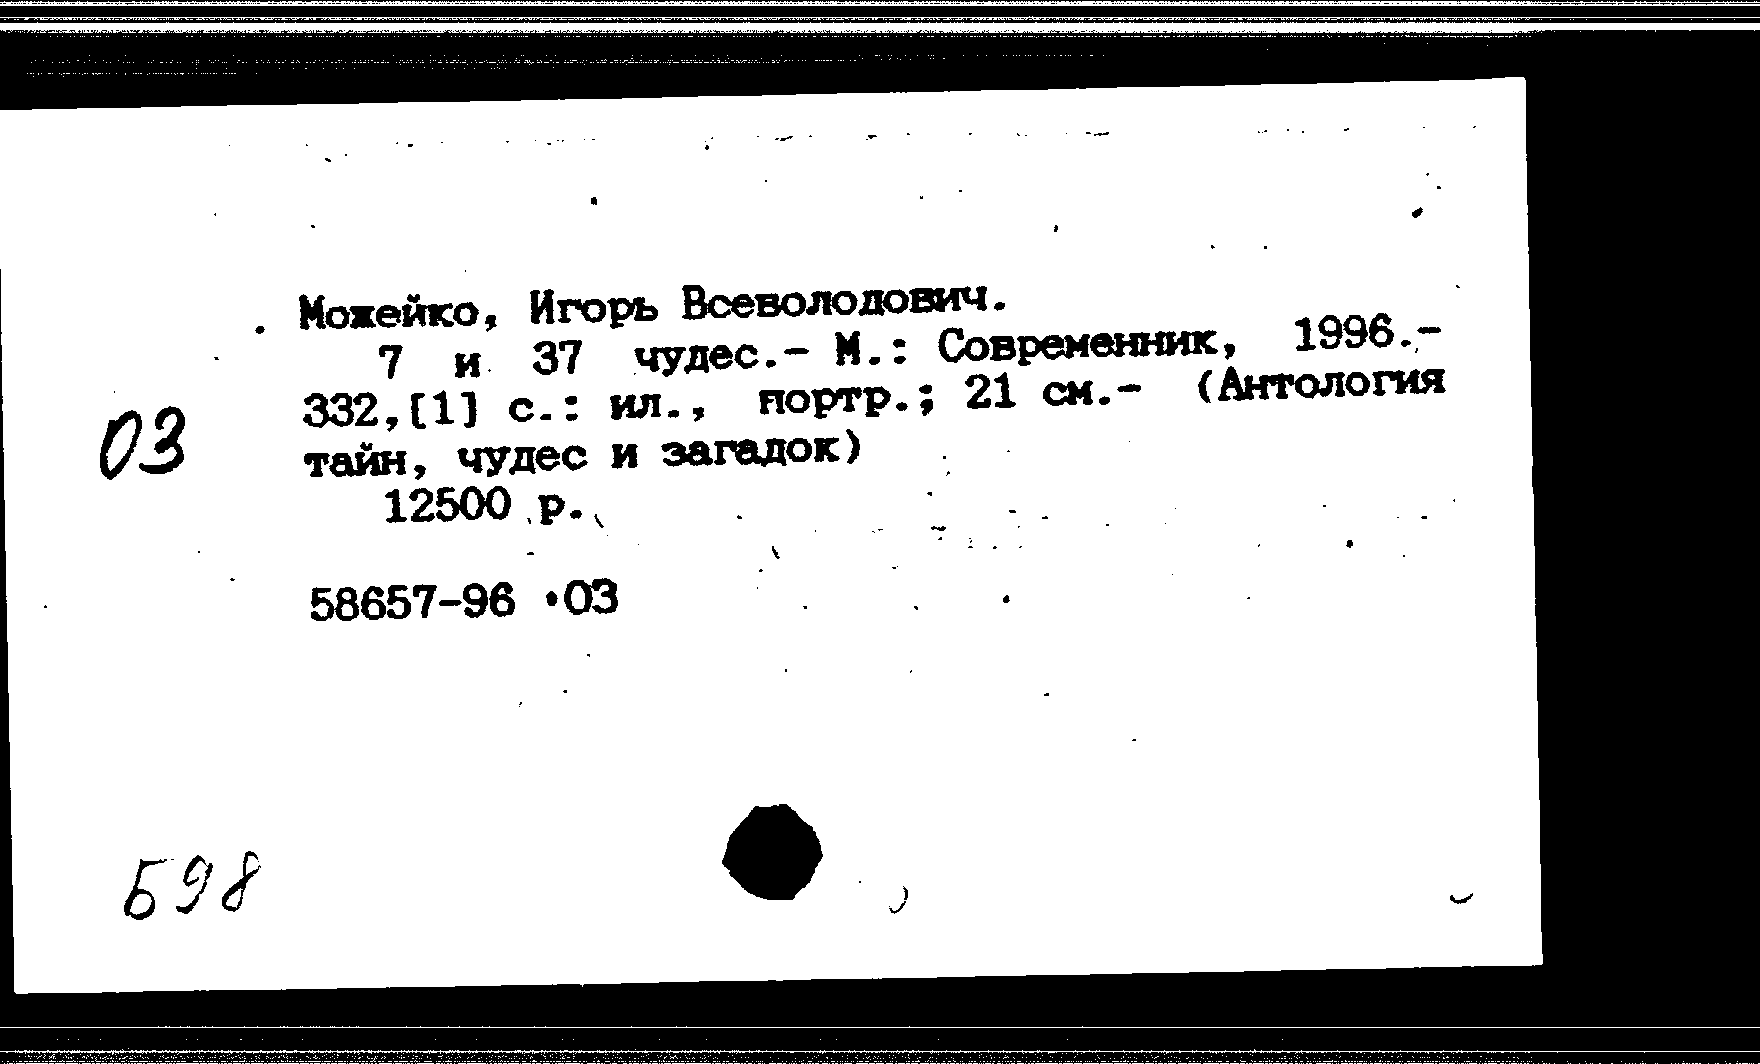 Можейко, Игорь Всеволодович.
7 и 37 чудес.- М.: Современник, 1996.-
332,[1] с.: ил., портр.; 21 см.- (Антология
тайн, чудес и загадок)
12500 р.
03
58657-96 •03
Б98